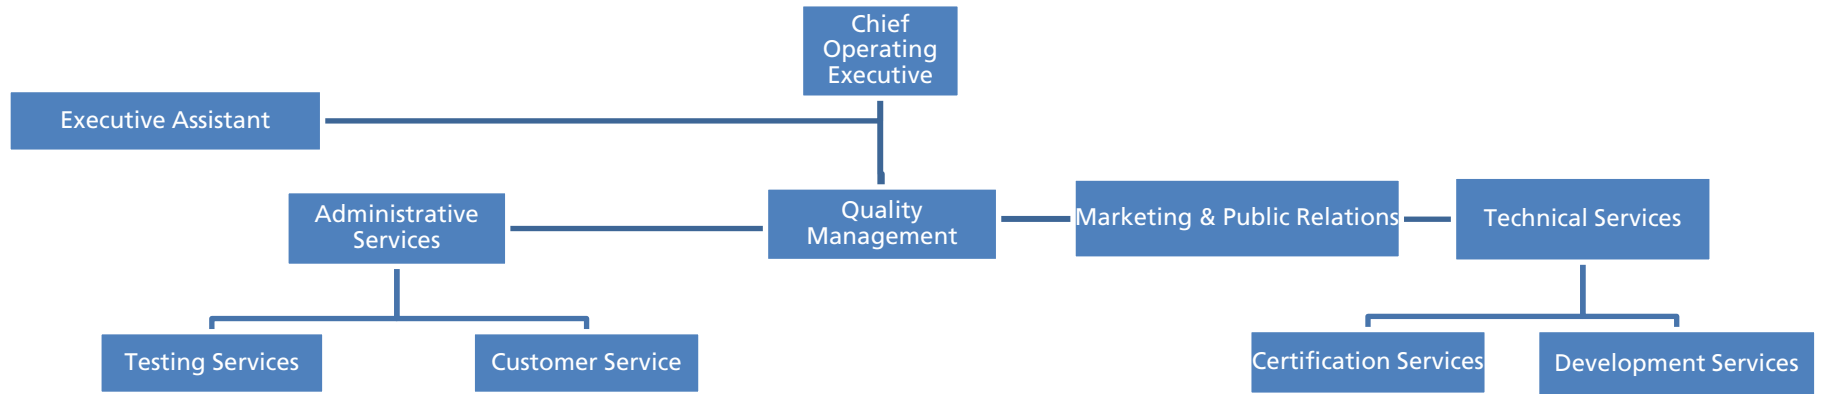 Chief
Operating
Executive
Executive Assistant
Administrative
Services
Quality
Management
Marketing & Public Relations
Technical Services
Testing Services
Customer Service
Certification Services
Development Services